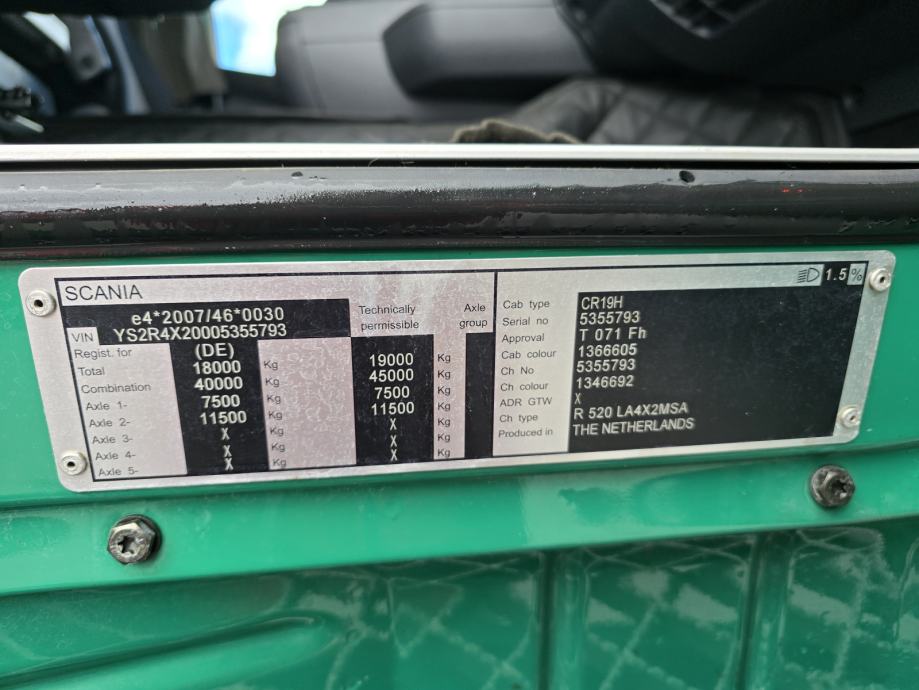 SCANIA
e4*2007/46*0030
VIN YS2R4X20005355793
Technically permissible
Axle group
Regist. for (DE)
Total 18000 Kg 19000 Kg
Combination 40000 Kg 45000 Kg
Axle 1- 7500 Kg 7500 Kg
Axle 2- 11500 Kg 11500 Kg
Axle 3- X Kg X Kg
Axle 4- X Kg X Kg
Axle 5- X Kg X Kg
1.5 %
Cab type CR19H
Serial no 5355793
Approval T 071 Fh
Cab colour 1366605
Ch No 5355793
Ch colour 1346692
ADR GTW X
Ch type R 520 LA4X2MSA
Produced in THE NETHERLANDS